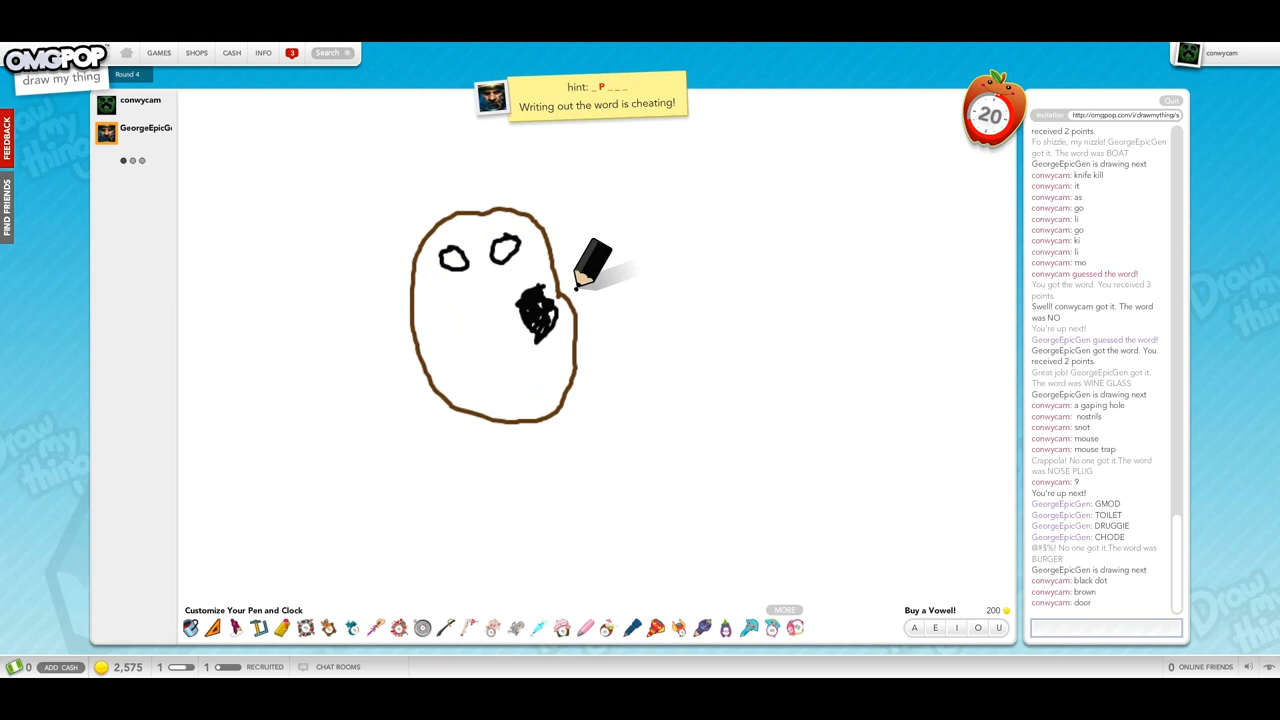 OMGPOP
GAMES
SHOPS
CASH
INFO
3
Search
conwycam
draw my thing
Round 4
hint: _ P _ _ _
Writing out the word is cheating!
20
FEEDBACK
FIND FRIENDS
conwycam
GeorgeEpicGe
Quit
Invitation
http://omgpop.com/i/drawmything/s
received 2 points.
Fo shizzle, my nizzle! GeorgeEpicGen
got it. The word was BOAT
GeorgeEpicGen is drawing next
conwycam: knife kill
conwycam: it
conwycam: as
conwycam: go
conwycam: li
conwycam: go
conwycam: ki
conwycam: li
conwycam: mo
conwycam guessed the word!
You got the word. You received 3
points.
Swell! conwycam got it. The word
was NO
You're up next!
GeorgeEpicGen guessed the word!
GeorgeEpicGen got the word. You
received 2 points.
Great job! GeorgeEpicGen got it.
The word was WINE GLASS
GeorgeEpicGen is drawing next
conwycam: a gaping hole
conwycam: nostrils
conwycam: snot
conwycam: mouse
conwycam: mouse trap
Crappola! No one got it.The word
was NOSE PLUG
conwycam: 9
You're up next!
GeorgeEpicGen: GMOD
GeorgeEpicGen: TOILET
GeorgeEpicGen: DRUGGIE
GeorgeEpicGen: CHODE
@#$%! No one got it.The word was
BURGER
GeorgeEpicGen is drawing next
conwycam: black dot
conwycam: brown
conwycam: door
Customize Your Pen and Clock
MORE
Buy a Vowel!
200
A E I O U
0
ADD CASH
2,575
1
1
RECRUITED
CHAT ROOMS
0 ONLINE FRIENDS